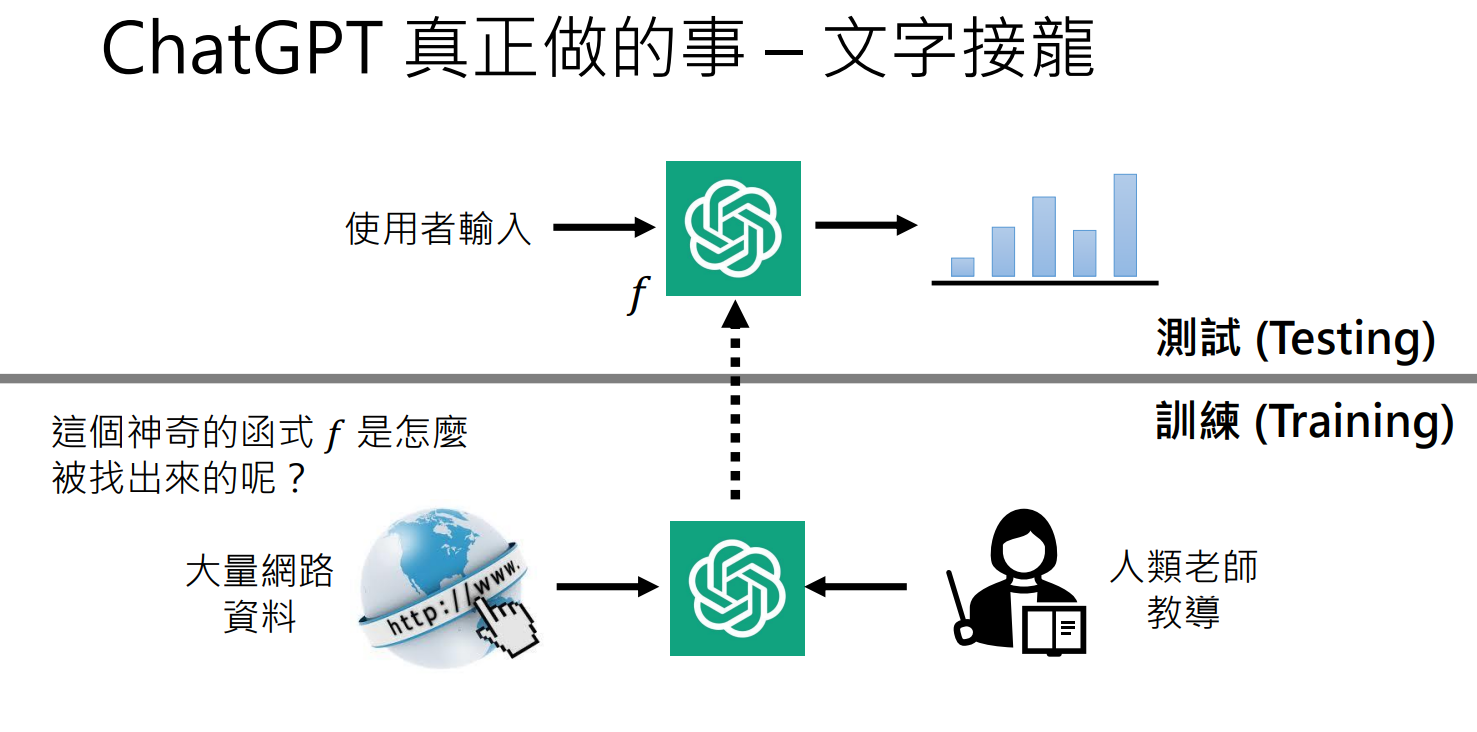 ChatGPT 真正做的事 – 文字接龍
使用者輸入
f
測試 (Testing)
訓練 (Training)
這個神奇的函式 f 是怎麼
被找出來的呢？
大量網路
資料
http://www.
人類老師
教導